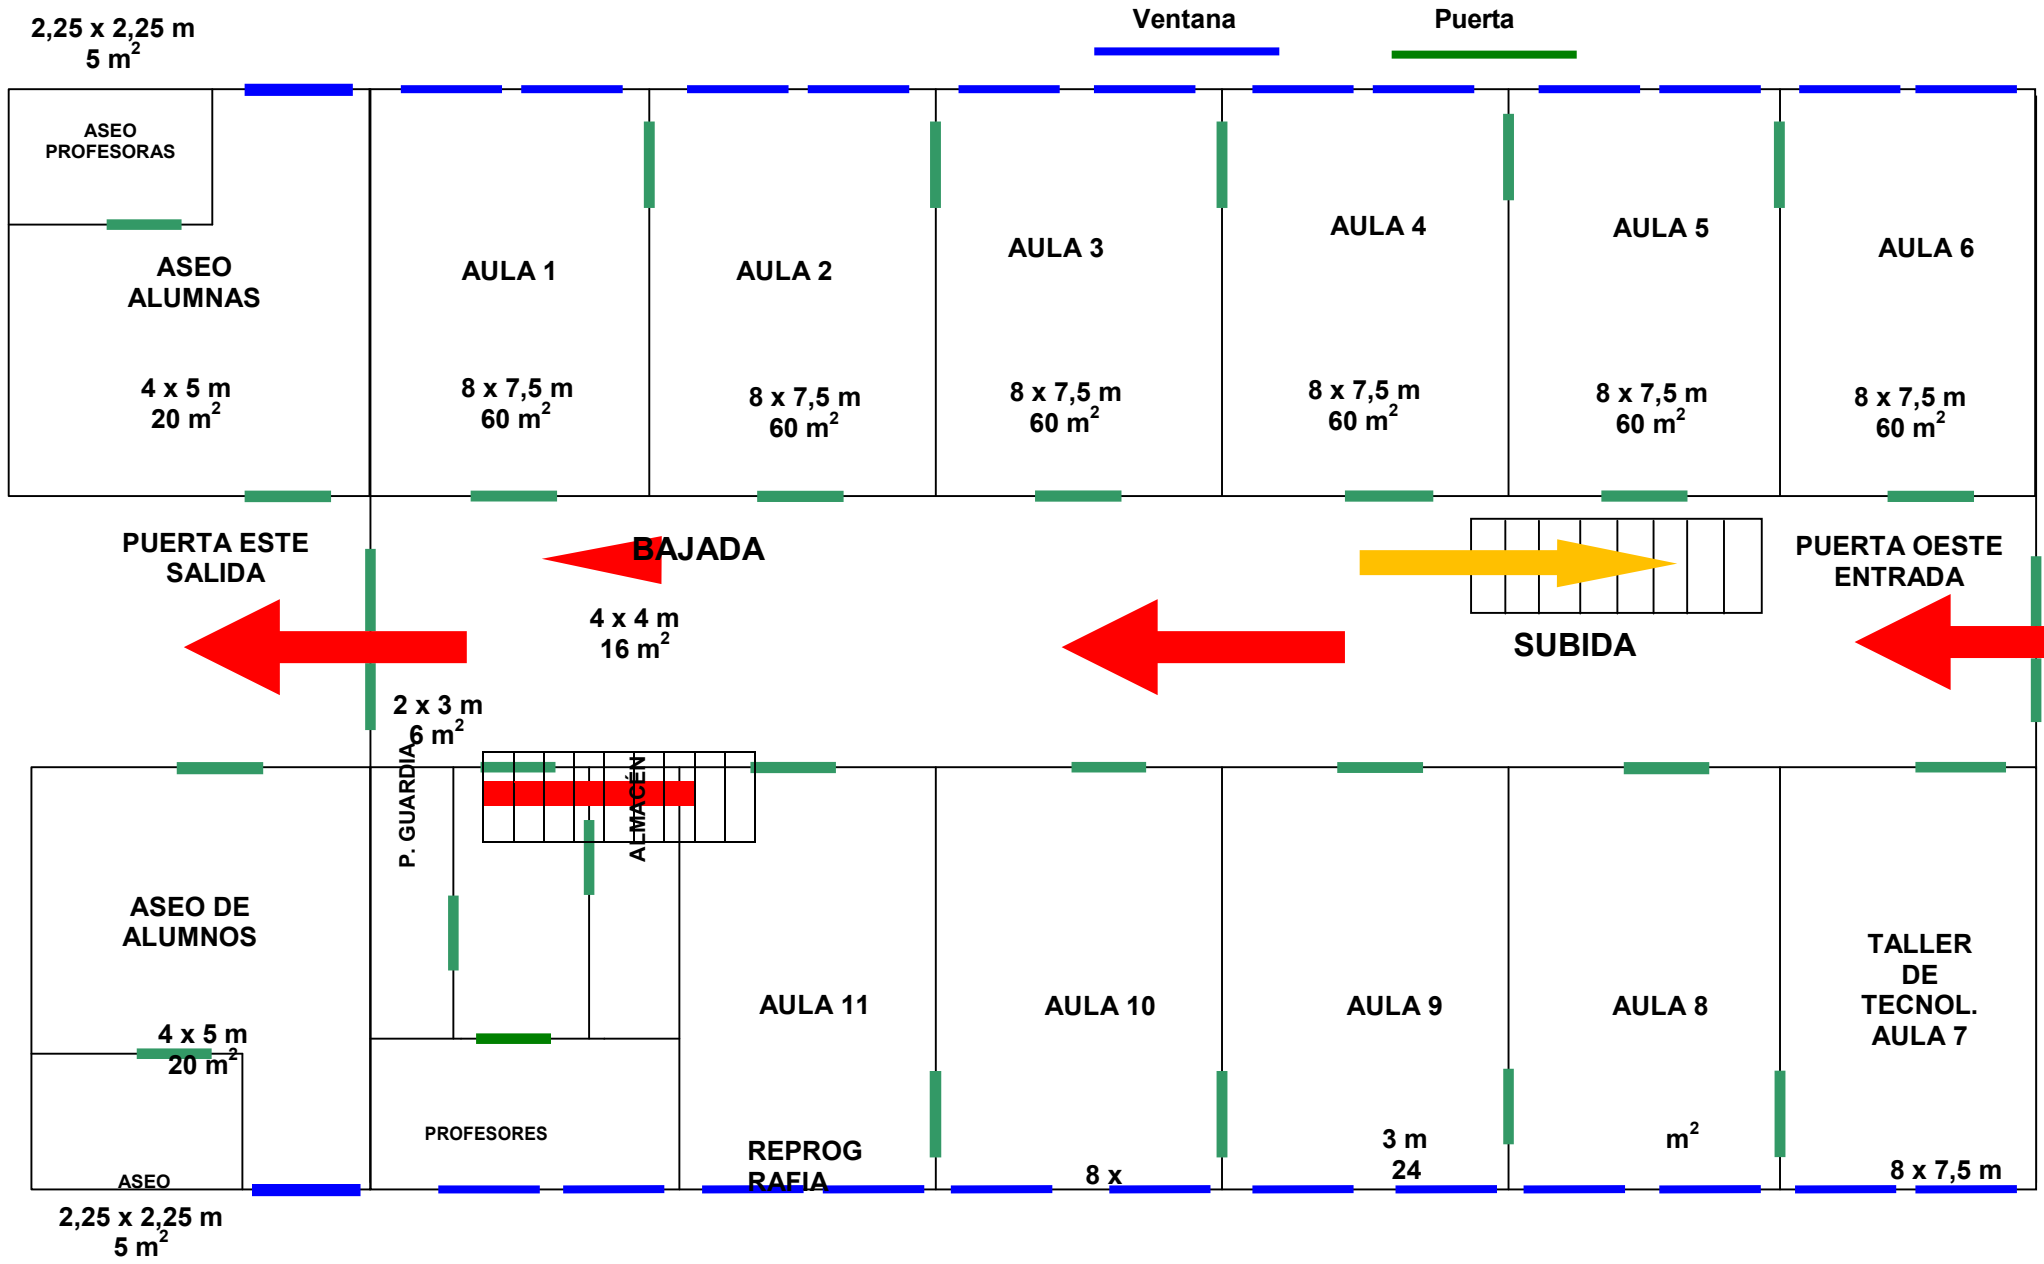 Ventana
Puerta
2,25 x 2,25 m
5 m²
ASEO
PROFESORAS
ASEO
ALUMNAS
4 x 5 m
20 m²
AULA 1
8 x 7,5 m
60 m²
AULA 2
8 x 7,5 m
60 m²
AULA 3
8 x 7,5 m
60 m²
AULA 4
8 x 7,5 m
60 m²
AULA 5
8 x 7,5 m
60 m²
AULA 6
8 x 7,5 m
60 m²
PUERTA ESTE
SALIDA
BAJADA
4 x 4 m
16 m²
SUBIDA
PUERTA OESTE
ENTRADA
2 x 3 m
6 m²
P. GUARDIA
ALMACÉN
ASEO DE
ALUMNOS
4 x 5 m
20 m²
ASEO
2,25 x 2,25 m
5 m²
PROFESORES
AULA 11
REPROG
RAFIA
AULA 10
8 x
AULA 9
3 m
24
AULA 8
m²
TALLER
DE
TECNOL.
AULA 7
8 x 7,5 m